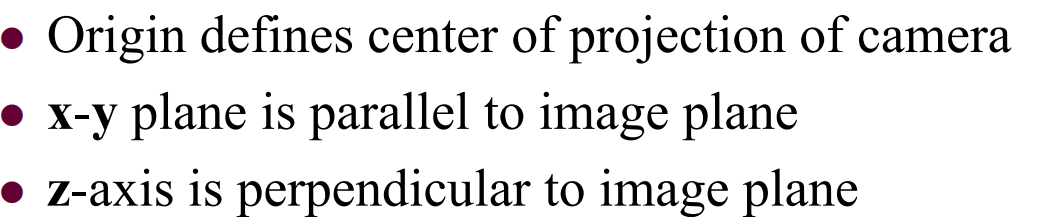 ● Origin defines center of projection of camera
● x-y plane is parallel to image plane
● z-axis is perpendicular to image plane